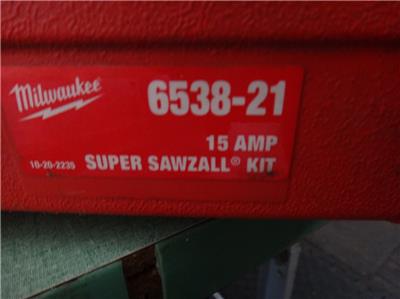 Milwaukee
6538-21
15 AMP
10-20-2235 SUPER SAWZALL® KIT